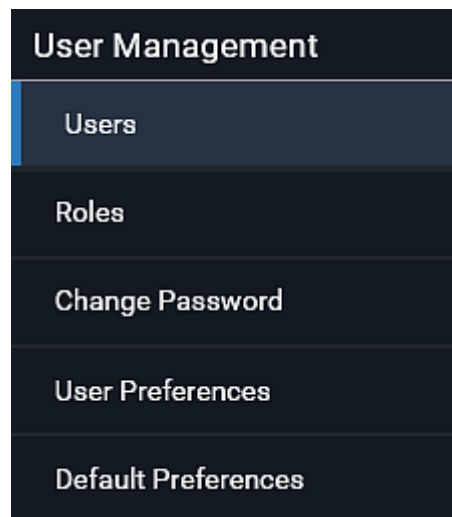 User Management
Users
Roles
Change Password
User Preferences
Default Preferences